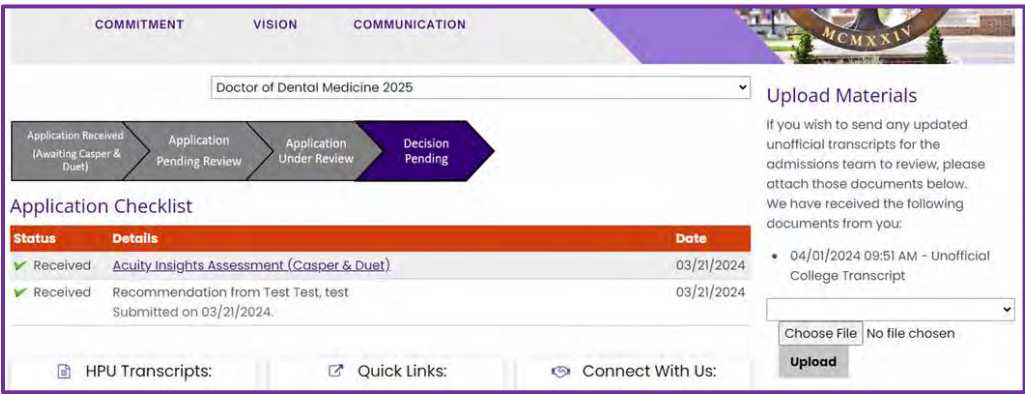 COMMITMENT VISION COMMUNICATION
MCMXXIV
Doctor of Dental Medicine 2025
Application Received
(Awaiting Casper &
Duet)
Application
Pending Review
Application
Under Review
Decision
Pending
Application Checklist
Status Details Date
Received Acuity Insights Assessment (Casper & Duet) 03/21/2024
Received Recommendation from Test Test, test 03/21/2024
Submitted on 03/21/2024.
HPU Transcripts: Quick Links: Connect With Us:
Upload Materials
If you wish to send any updated
unofficial transcripts for the
admissions team to review, please
attach those documents below.
We have received the following
documents from you:
• 04/01/2024 09:51 AM - Unofficial
College Transcript
Choose File No file chosen
Upload